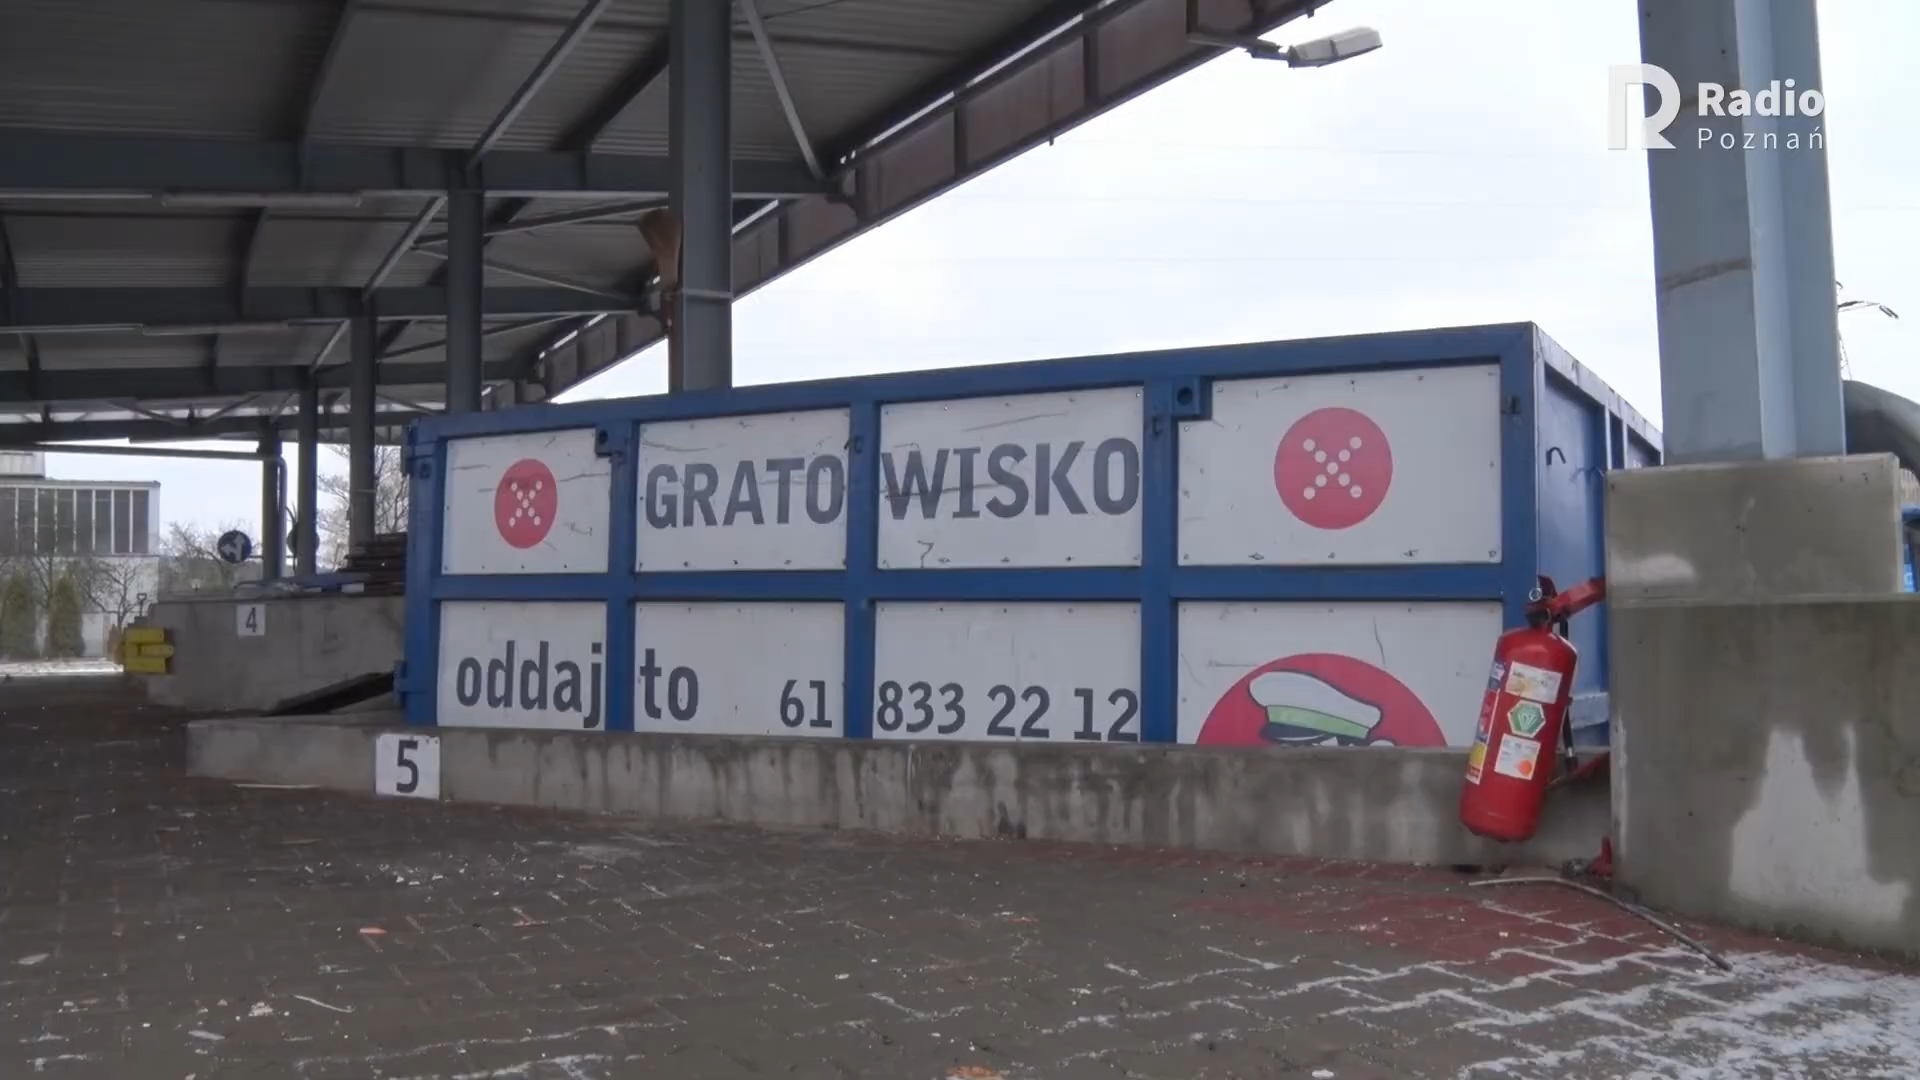 Radio
Poznań
GRATOWISKO
oddaj to 61 833 22 12
4
5